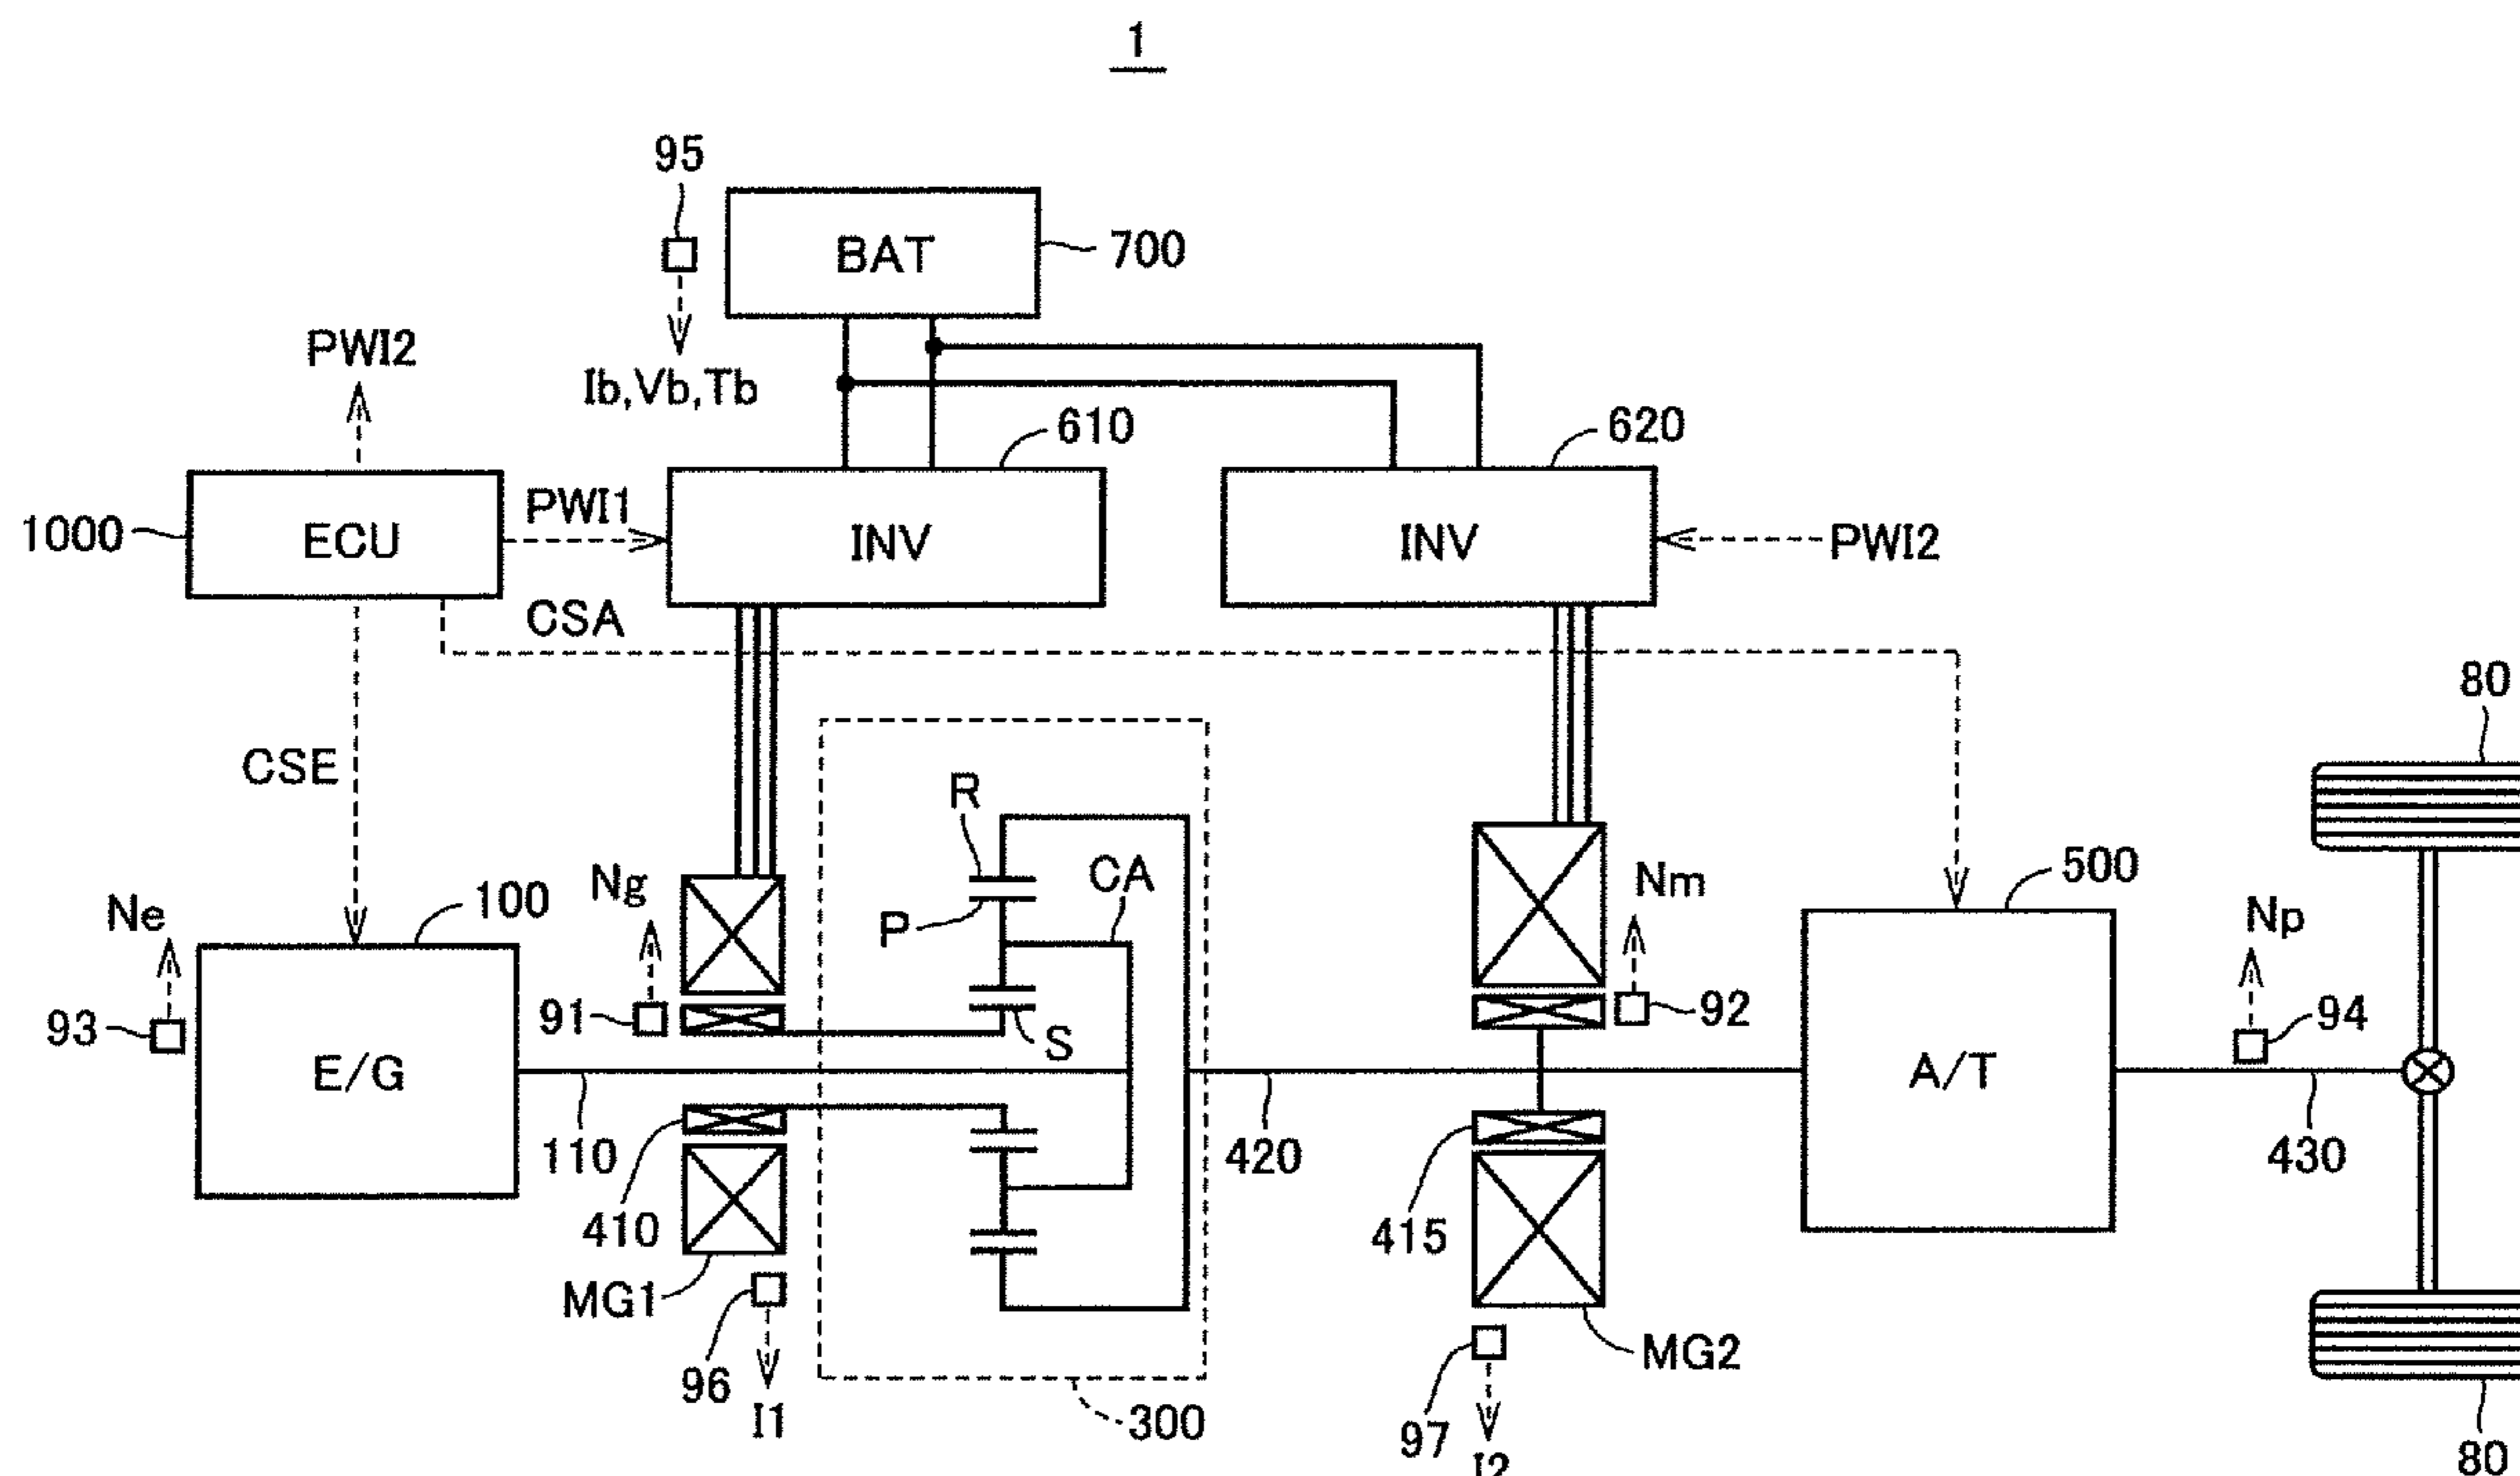 1
95
BAT
700
PWI2
Ib,Vb,Tb
610
620
1000
ECU
PWI1
INV
INV
PWI2
CSA
80
CSE
R
CA
500
Ne
100
Ng
P
Nm
Np
93
91
S
92
94
E/G
A/T
110
420
430
410
415
MG1
MG2
96
I1
300
97
I2
80